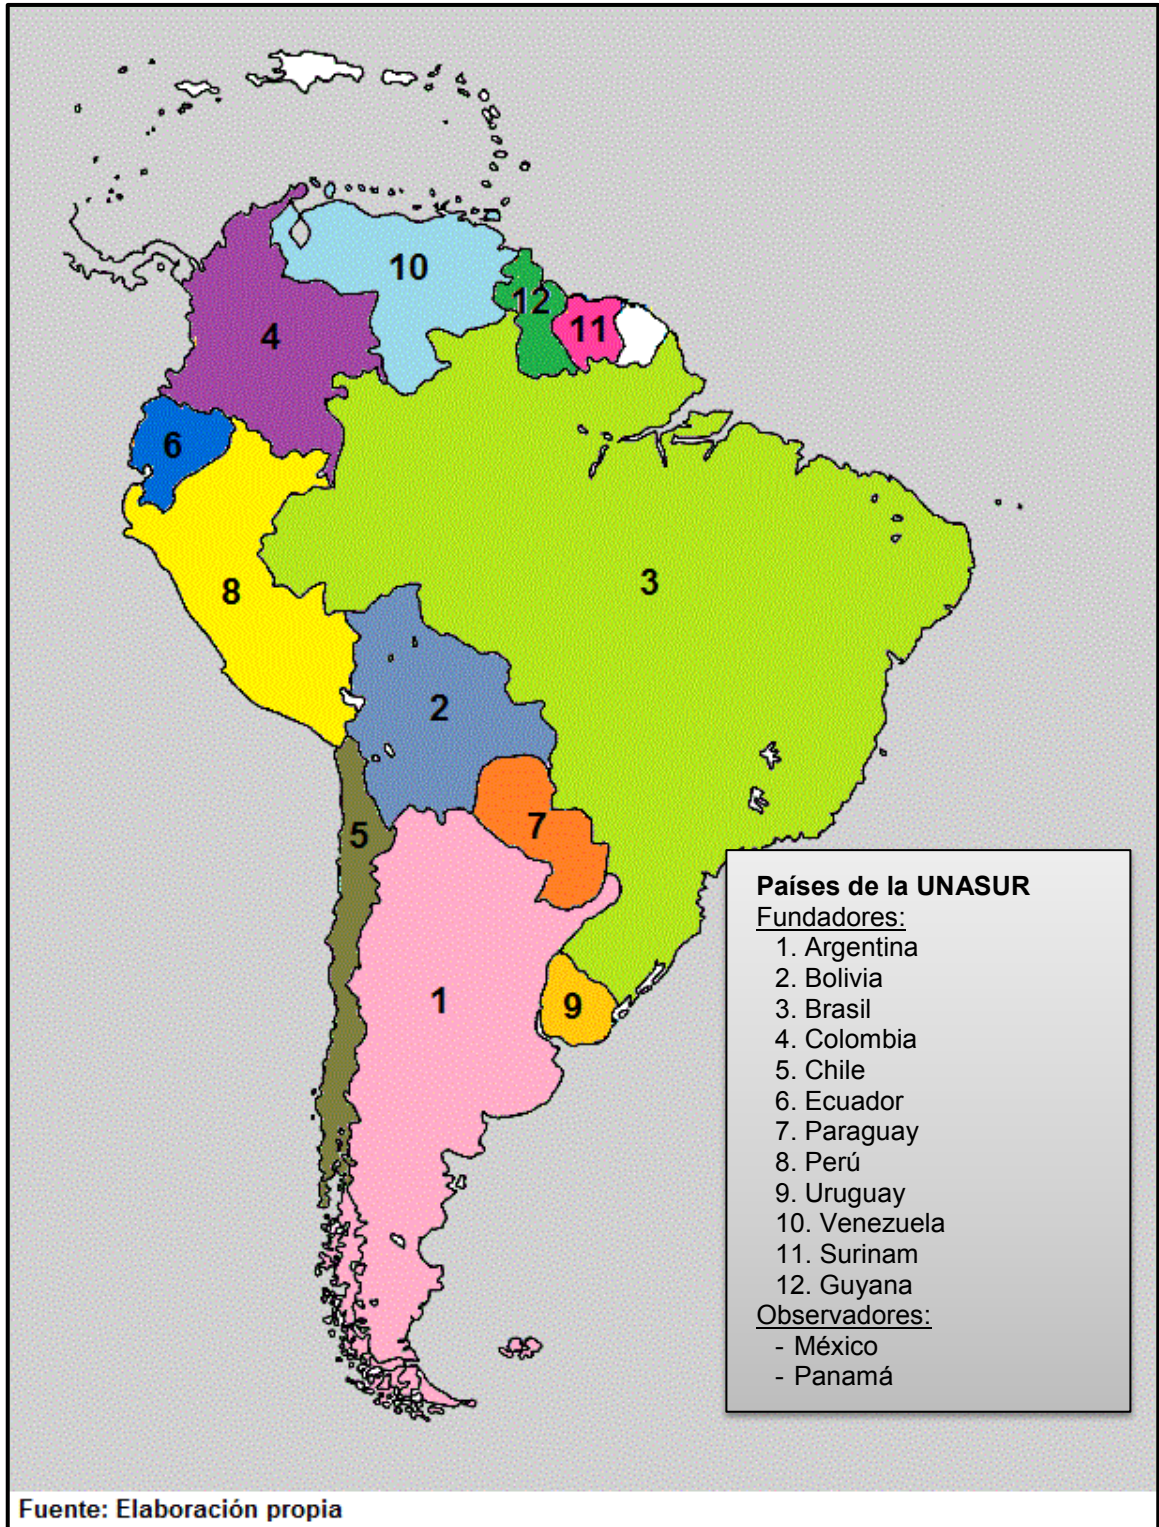 10
12
11
4
6
3
8
2
7
5
1
9
Países de la UNASUR
Fundadores:
1. Argentina
2. Bolivia
3. Brasil
4. Colombia
5. Chile
6. Ecuador
7. Paraguay
8. Perú
9. Uruguay
10. Venezuela
11. Surinam
12. Guyana
Observadores:
- México
- Panamá
Fuente: Elaboración propia